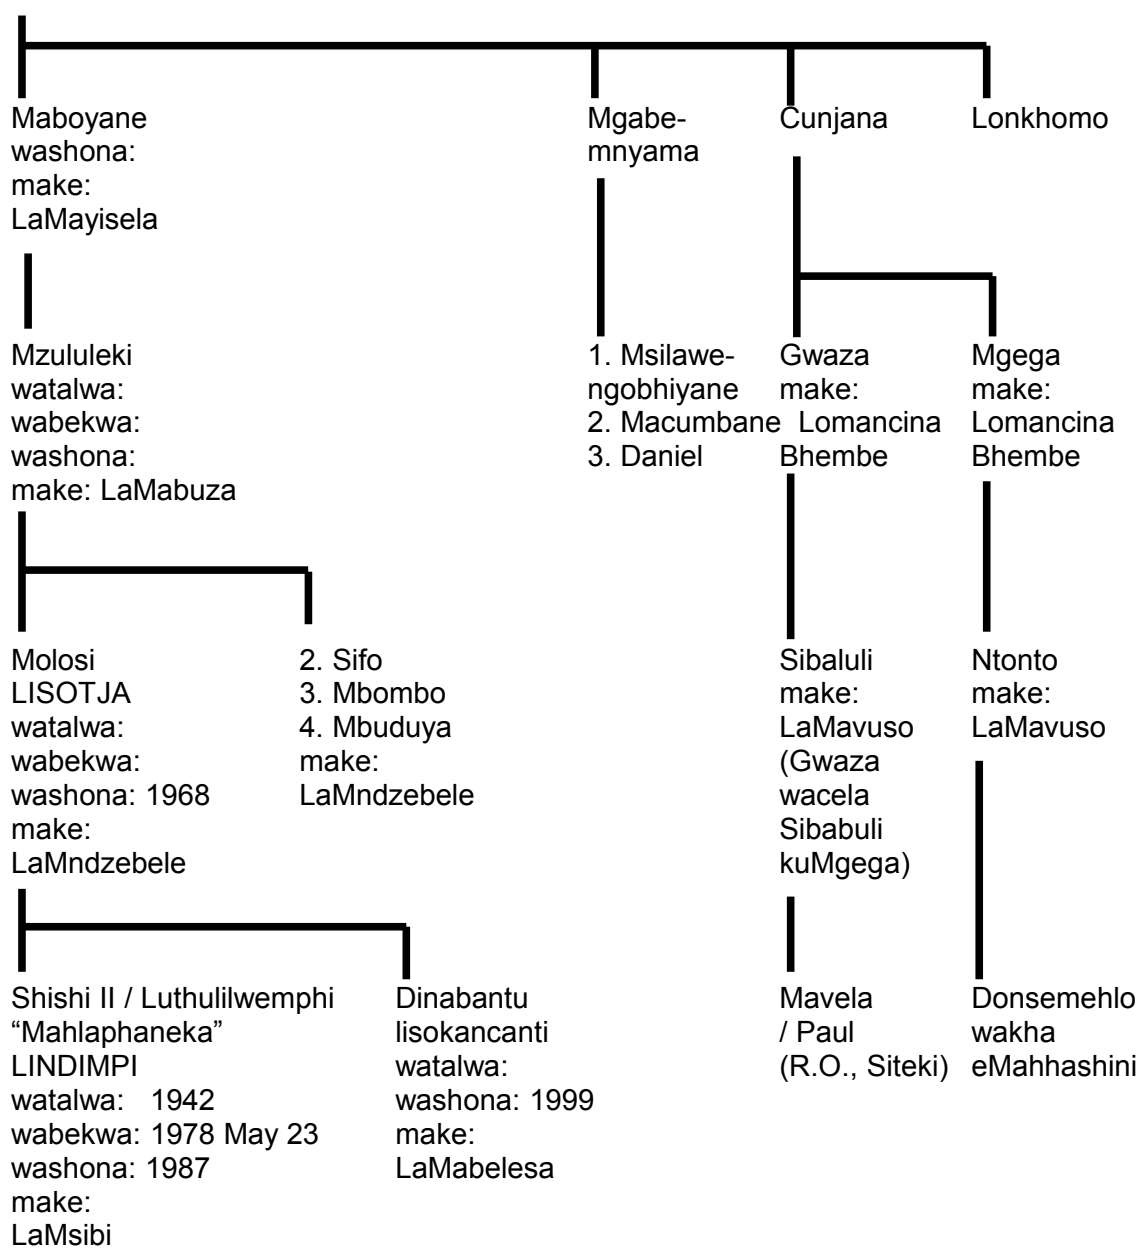 Maboyane
washona:
make:
LaMayisela
Mgabe-
mnyama
Cunjana
Lonkhomo
Mzululeki
watalwa:
wabekwa:
washona:
make: LaMabuza
1. Msilawe-
ngobhiyane
2. Macumbane
3. Daniel
Gwaza
make:
Lomancina
Bhembe
Mgega
make:
Lomancina
Bhembe
Molosi
LISOTJA
watalwa:
wabekwa:
washona: 1968
make:
LaMndzebele
2. Sifo
3. Mbombo
4. Mbuduya
make:
LaMndzebele
Sibaluli
make:
LaMavuso
(Gwaza
wacela
Sibabuli
kuMgega)
Ntonto
make:
LaMavuso
Shishi II / Luthulilwemphi
“Mahlaphaneka”
LINDIMPI
watalwa: 1942
wabekwa: 1978 May 23
washona: 1987
make:
LaMsibi
Dinabantu
lisokancanti
watalwa:
washona: 1999
make:
LaMabelesa
Mavela
/ Paul
(R.O., Siteki)
Donsemehlo
wakha
eMahhashini